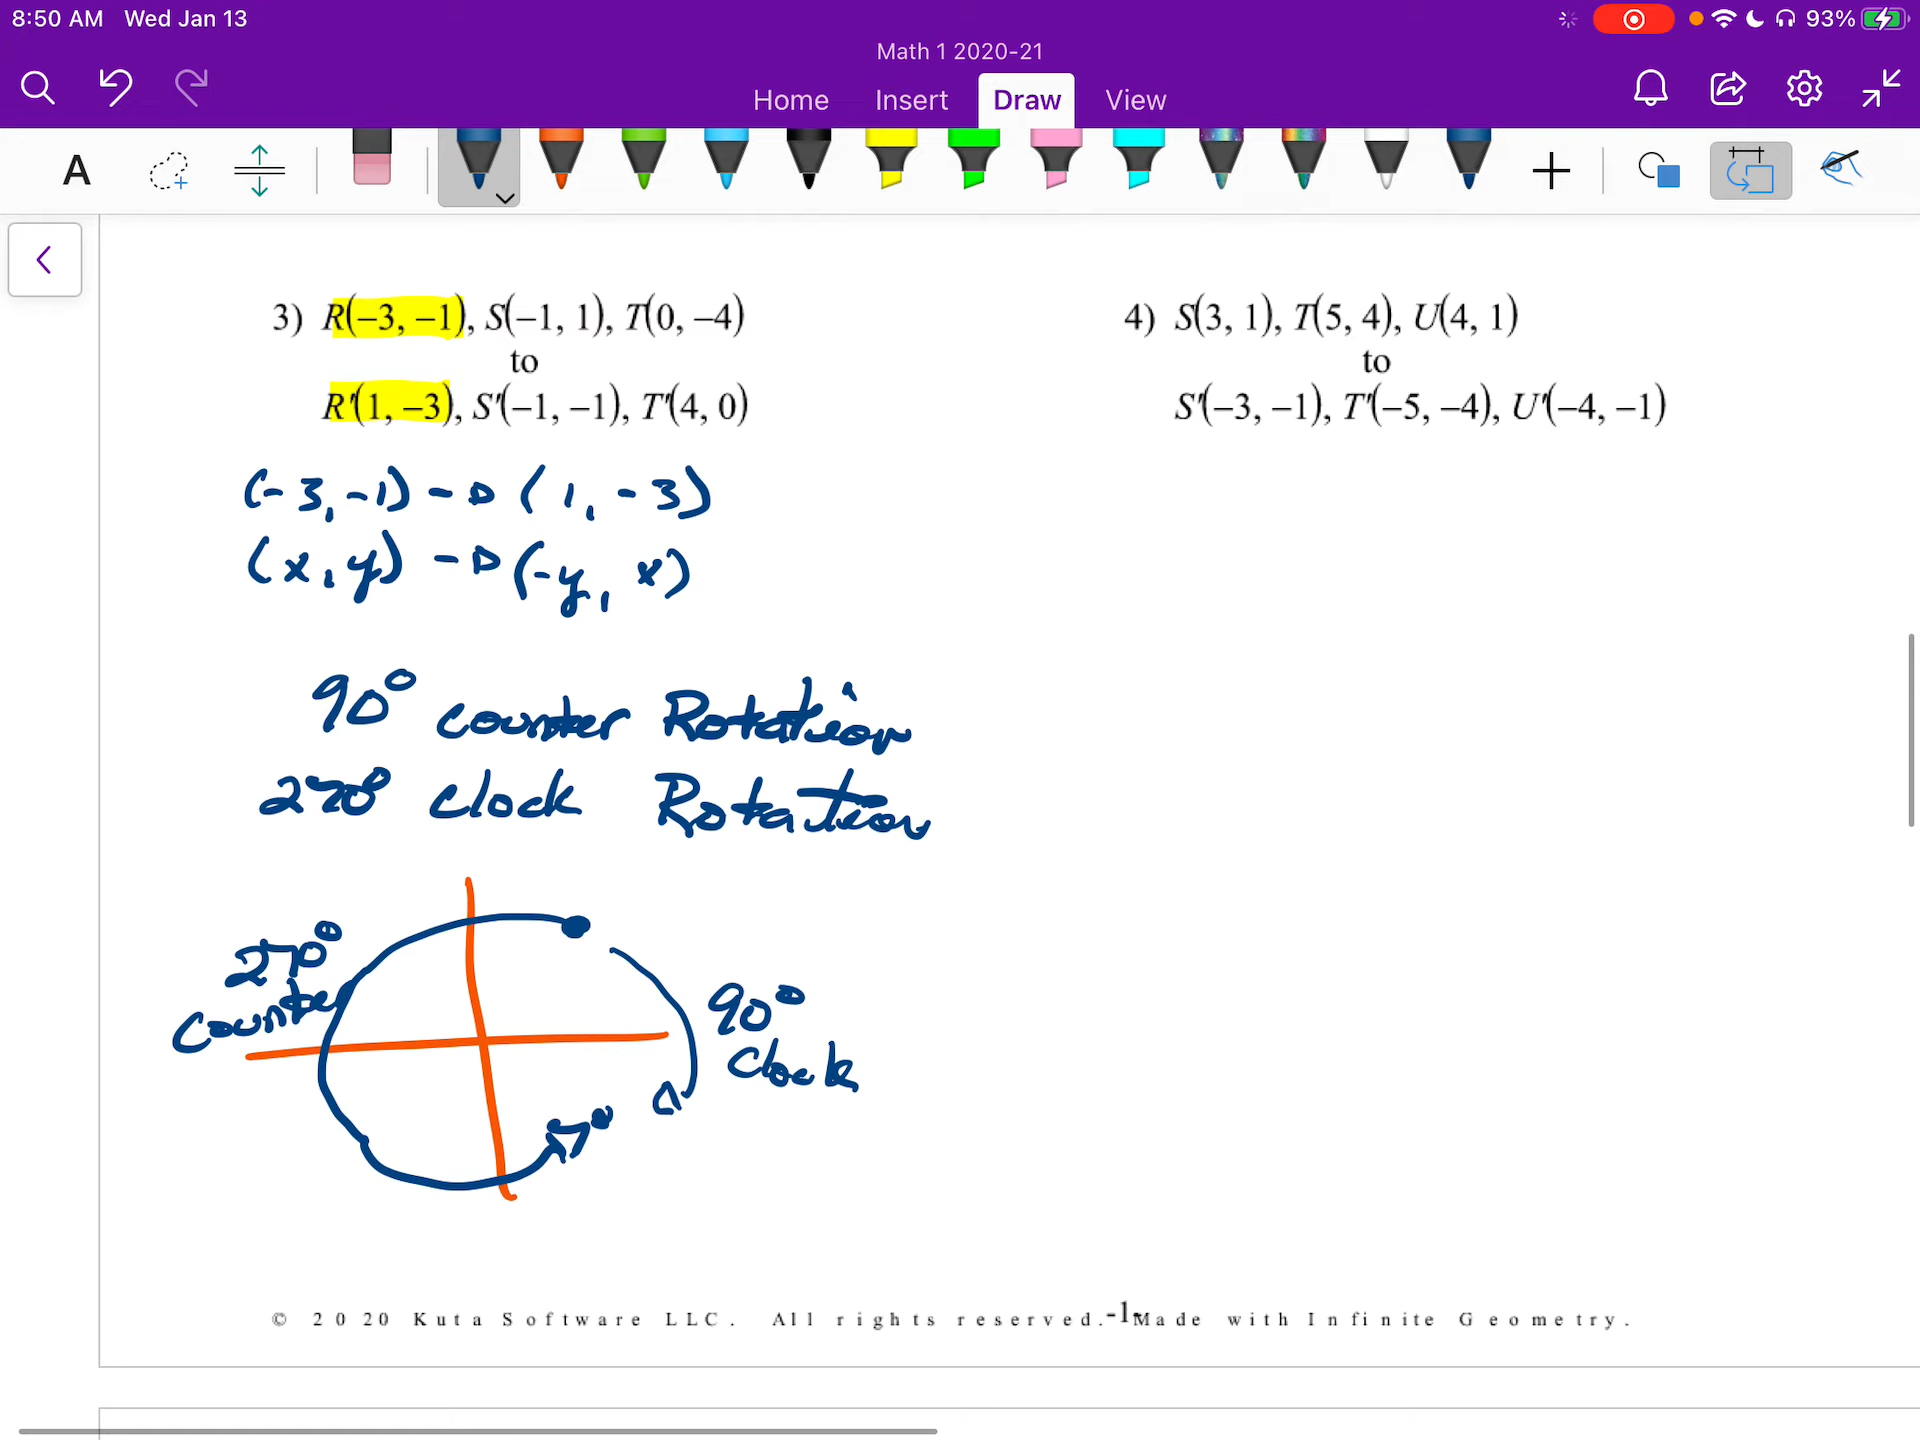 8:50 AM Wed Jan 13
93%
Math 1 2020-21
Home Insert Draw View
A
3) R(−3, −1), S(−1, 1), T(0, −4)
to
R'(1, −3), S'(−1, −1), T'(4, 0)
4) S(3, 1), T(5, 4), U(4, 1)
to
S'(−3, −1), T'(−5, −4), U'(−4, −1)
(-3,-1) → (1, -3)
(x,y) → (-y, x)
90° counter Rotation
270° clock Rotation
270°
counter
90°
clock
© 2020 Kuta Software LLC. All rights reserved. -1- Made with Infinite Geometry.